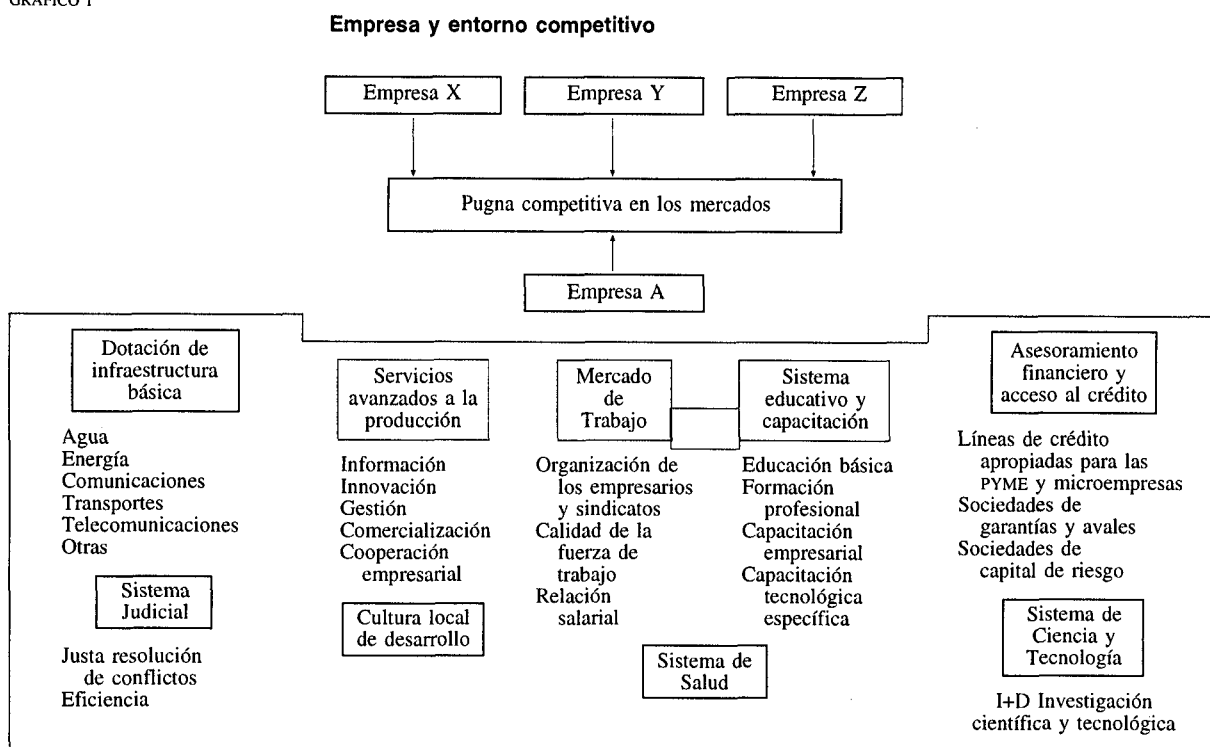 GRAFICO 1
Empresa y entorno competitivo
Empresa X
Empresa Y
Empresa Z
Pugna competitiva en los mercados
Empresa A
Dotación de
infraestructura
básica
Agua
Energía
Comunicaciones
Transportes
Telecomunicaciones
Otras
Sistema
Judicial
Justa resolución
de conflictos
Eficiencia
Servicios
avanzados a la
producción
Información
Innovación
Gestión
Comercialización
Cooperación
empresarial
Cultura local
de desarrollo
Mercado
de
Trabajo
Organización de
los empresarios
y sindicatos
Calidad de la
fuerza de
trabajo
Relación
salarial
Sistema
educativo y
capacitación
Educación básica
Formación
profesional
Capacitación
empresarial
Capacitación
tecnológica
específica
Sistema de
Salud
Asesoramiento
financiero y
acceso al crédito
Líneas de crédito
apropiadas para las
PYME y microempresas
Sociedades de
garantías y avales
Sociedades de
capital de riesgo
Sistema de
Ciencia y
Tecnología
I+D Investigación
científica y tecnológica